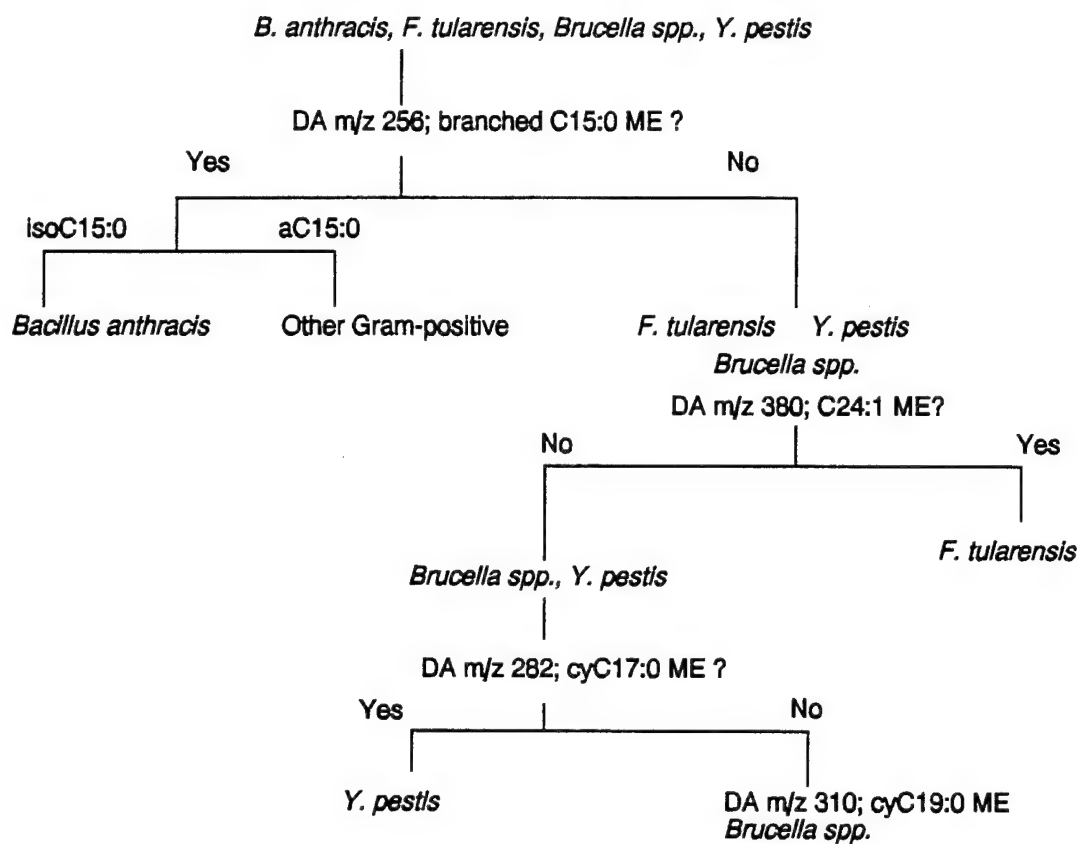 B. anthracis, F. tularensis, Brucella spp., Y. pestis
DA m/z 256; branched C15:0 ME ?
Yes
No
isoC15:0
aC15:0
Bacillus anthracis
Other Gram-positive
F. tularensis Y. pestis
Brucella spp.
DA m/z 380; C24:1 ME?
No
Yes
F. tularensis
Brucella spp., Y. pestis
DA m/z 282; cyC17:0 ME ?
Yes
No
Y. pestis
DA m/z 310; cyC19:0 ME
Brucella spp.